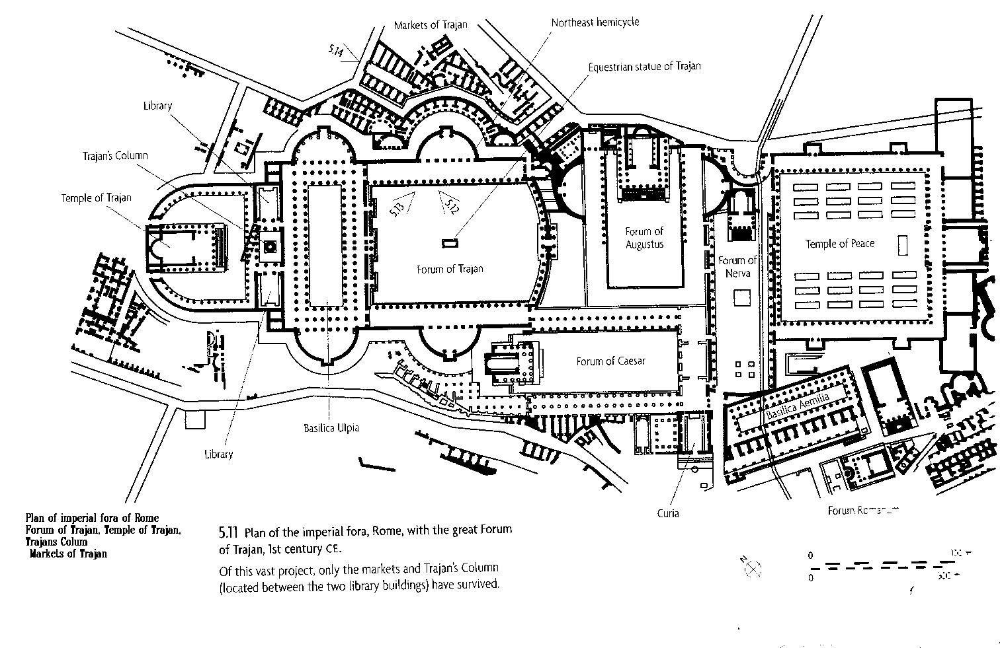 Markets of Trajan
Northeast hemicycle
5.14
Equestrian statue of Trajan
Library
Trajan's Column
Temple of Trajan
5.13
5.12
Forum of
Augustus
Temple of Peace
Forum of Trajan
Forum of
Nerva
Forum of Caesar
Basilica Aemilia
Basilica Ulpia
Library
Curia
Forum
Plan of imperial fora of Rome
Forum of Trajan, Temple of Trajan,
Trajans Colum
Markets of Trajan
5.11 Plan of the imperial fora, Rome, with the great Forum
of Trajan, 1st century CE.
Of this vast project, only the markets and Trajan's Column
(located between the two library buildings) have survived.
N
0
0